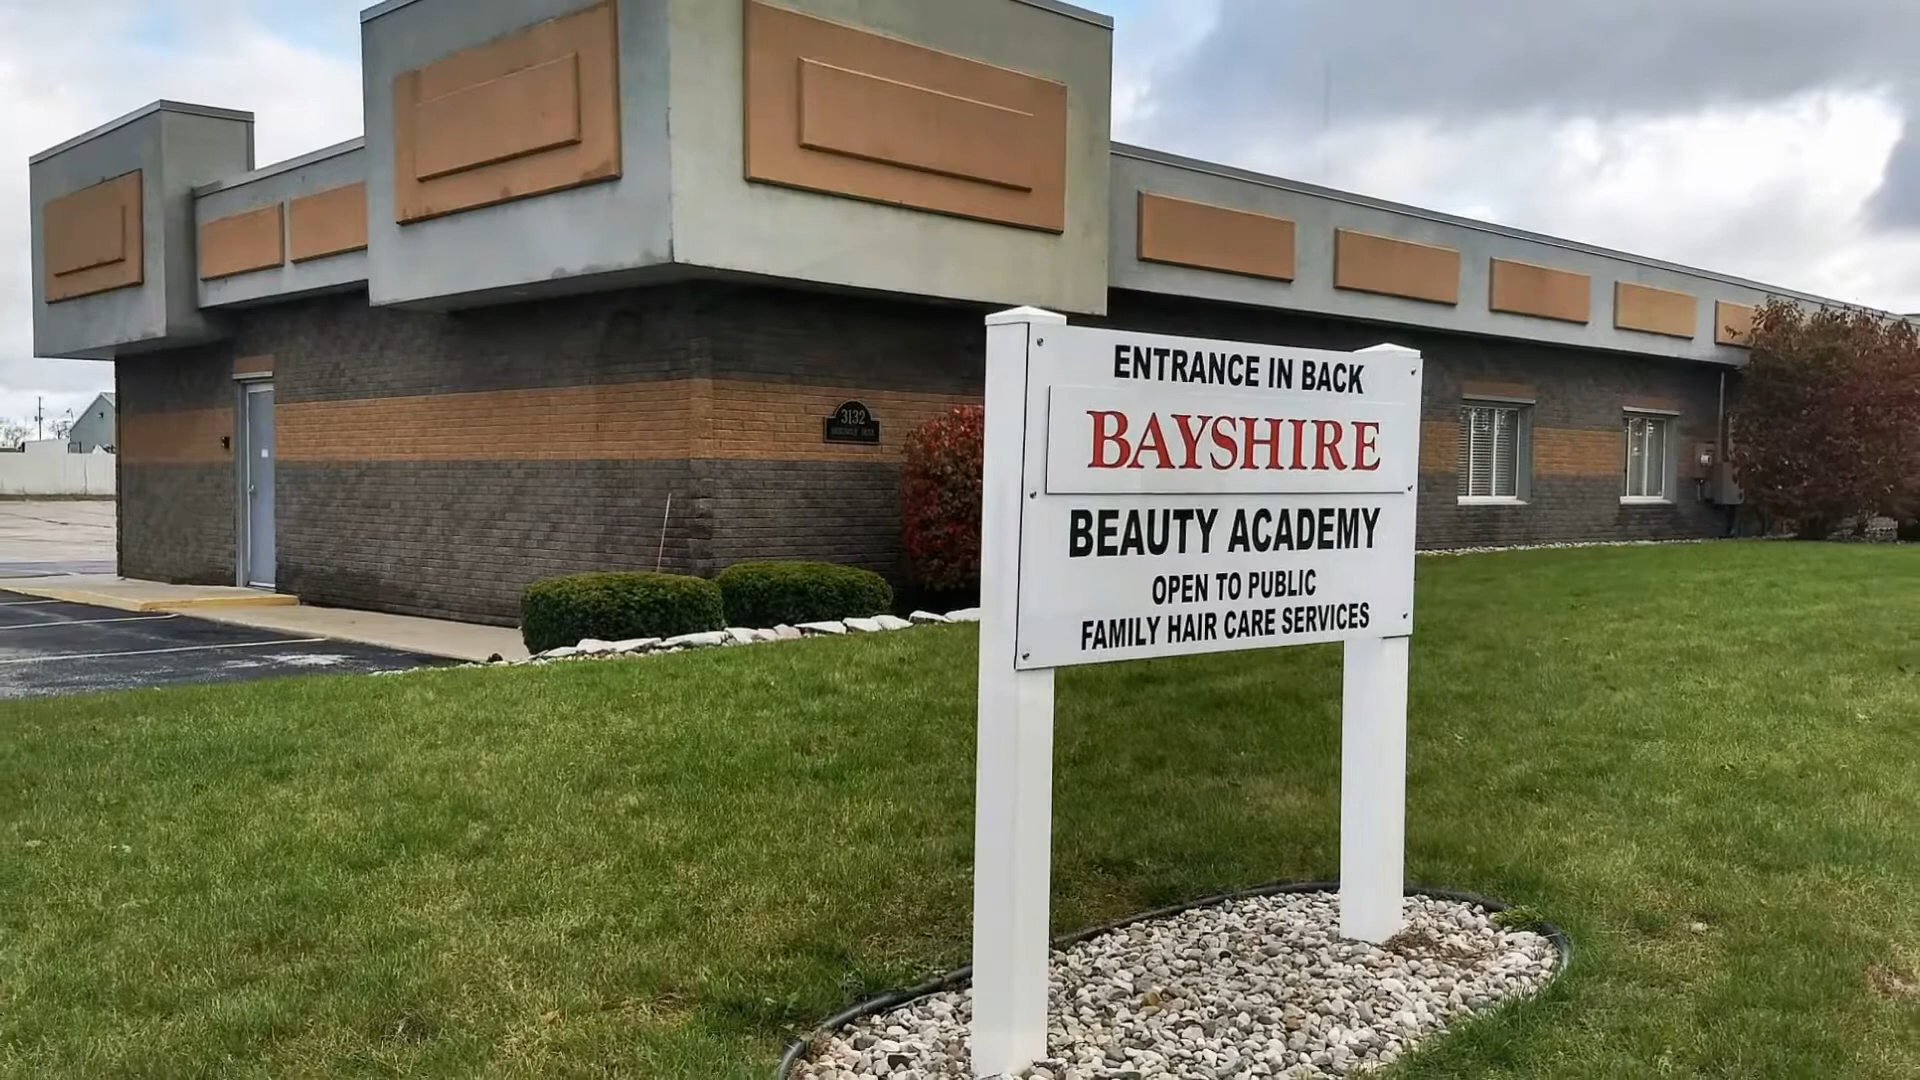 3132
ENTRANCE IN BACK
BAYSHIRE
BEAUTY ACADEMY
OPEN TO PUBLIC
FAMILY HAIR CARE SERVICES